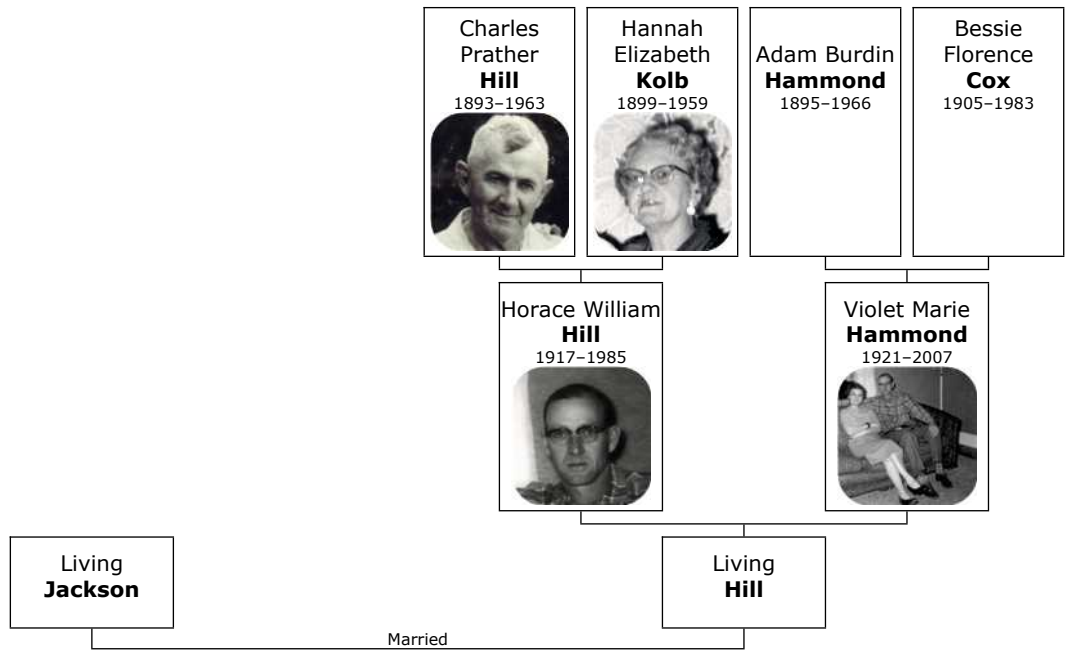 Charles
Prather
Hill
1893–1963
Hannah
Elizabeth
Kolb
1899–1959
Adam Burdin
Hammond
1895–1966
Bessie
Florence
Cox
1905–1983
Horace William
Hill
1917–1985
Violet Marie
Hammond
1921–2007
Living
Jackson
Living
Hill
Married